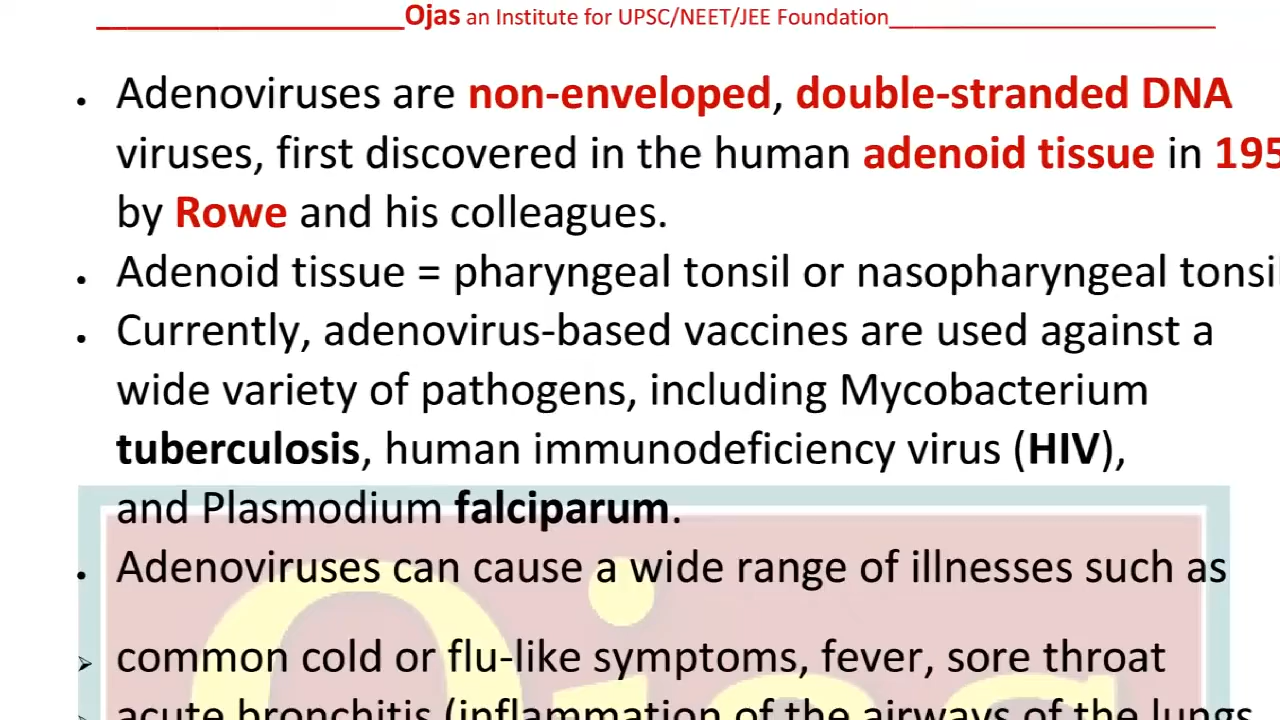 Ojas an Institute for UPSC/NEET/JEE Foundation
• Adenoviruses are non-enveloped, double-stranded DNA
viruses, first discovered in the human adenoid tissue in 195
by Rowe and his colleagues.
• Adenoid tissue = pharyngeal tonsil or nasopharyngeal tonsil
• Currently, adenovirus-based vaccines are used against a
wide variety of pathogens, including Mycobacterium
tuberculosis, human immunodeficiency virus (HIV),
and Plasmodium falciparum.
• Adenoviruses can cause a wide range of illnesses such as
➢ common cold or flu-like symptoms, fever, sore throat
➢ acute bronchitis (inflammation of the airways of the lungs
Ojas